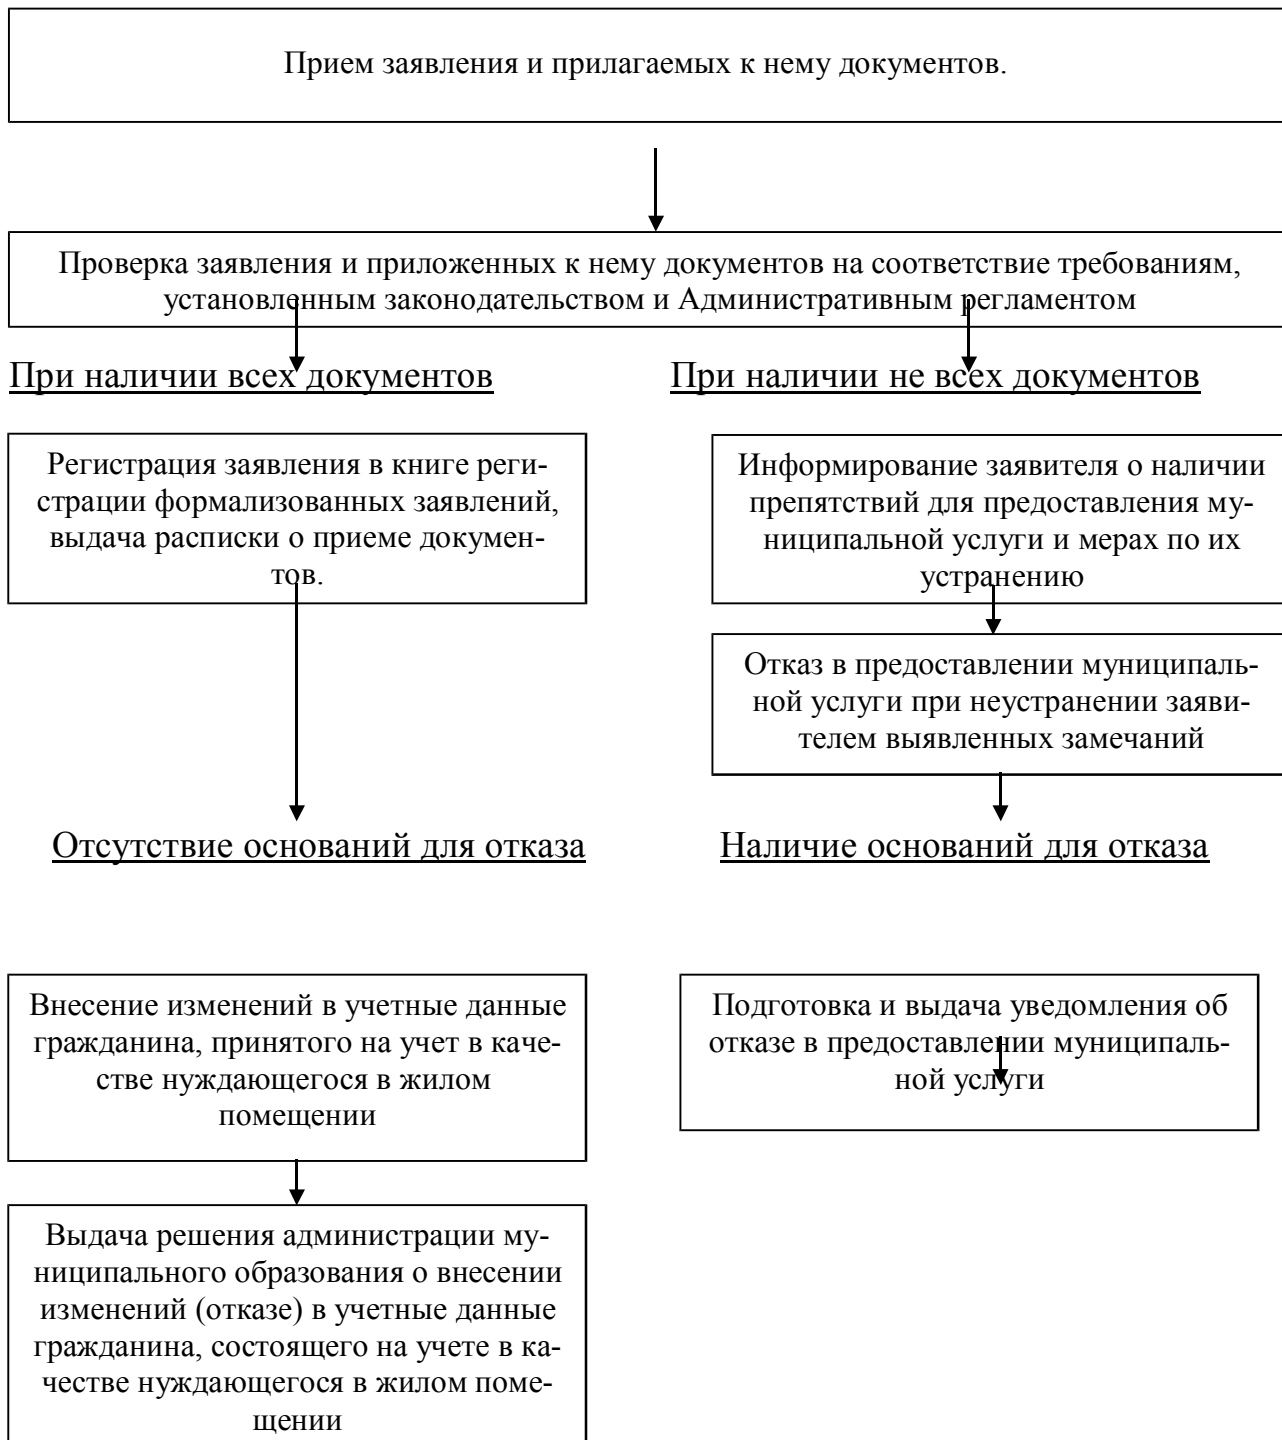 Прием заявления и прилагаемых к нему документов.
Проверка заявления и приложенных к нему документов на соответствие требованиям,
установленным законодательством и Административным регламентом
При наличии всех документов
При наличии не всех документов
Регистрация заявления в книге реги-
страции формализованных заявлений,
выдача расписки о приеме докумен-
тов.
Информирование заявителя о наличии
препятствий для предоставления му-
ниципальной услуги и мерах по их
устранению
Отказ в предоставлении муниципаль-
ной услуги при неустранении заяви-
телем выявленных замечаний
Отсутствие оснований для отказа
Наличие оснований для отказа
Внесение изменений в учетные данные
гражданина, принятого на учет в каче-
стве нуждающегося в жилом
помещении
Подготовка и выдача уведомления об
отказе в предоставлении муниципаль-
ной услуги
Выдача решения администрации му-
ниципального образования о внесении
изменений (отказе) в учетные данные
гражданина, состоящего на учете в ка-
честве нуждающегося в жилом поме-
щении